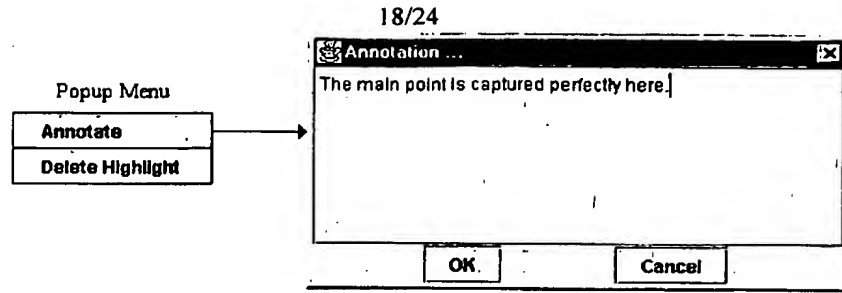 18/24
Annotation ...
The main point is captured perfectly here.
Popup Menu
Annotate
Delete Highlight
OK
Cancel